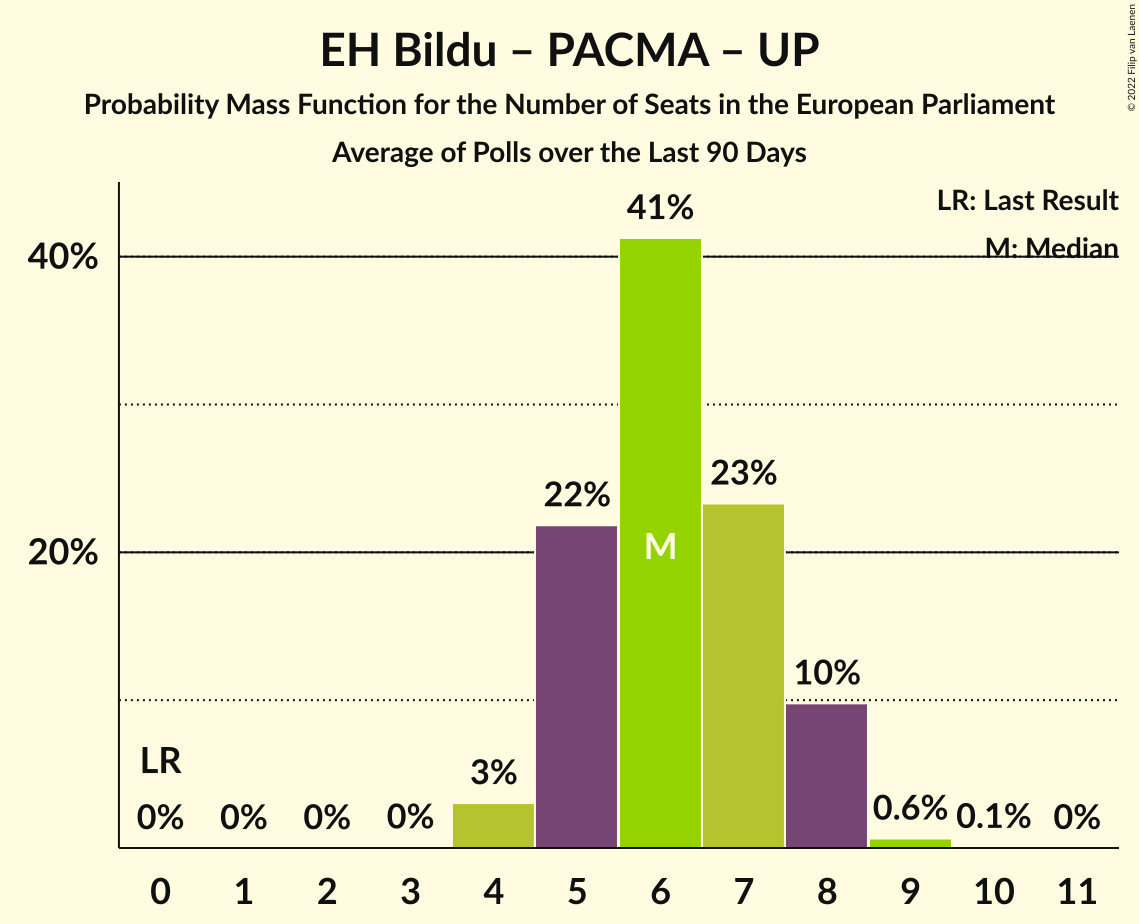 EH Bildu – PACMA – UP
Probability Mass Function for the Number of Seats in the European Parliament
Average of Polls over the Last 90 Days
© 2022 Filip van Laenen
LR: Last Result
M: Median
40%
20%
41%
22%
23%
M
10%
LR
3%
0%
0%
0%
0%
0.6%
0.1%
0%
0 1 2 3 4 5 6 7 8 9 10 11